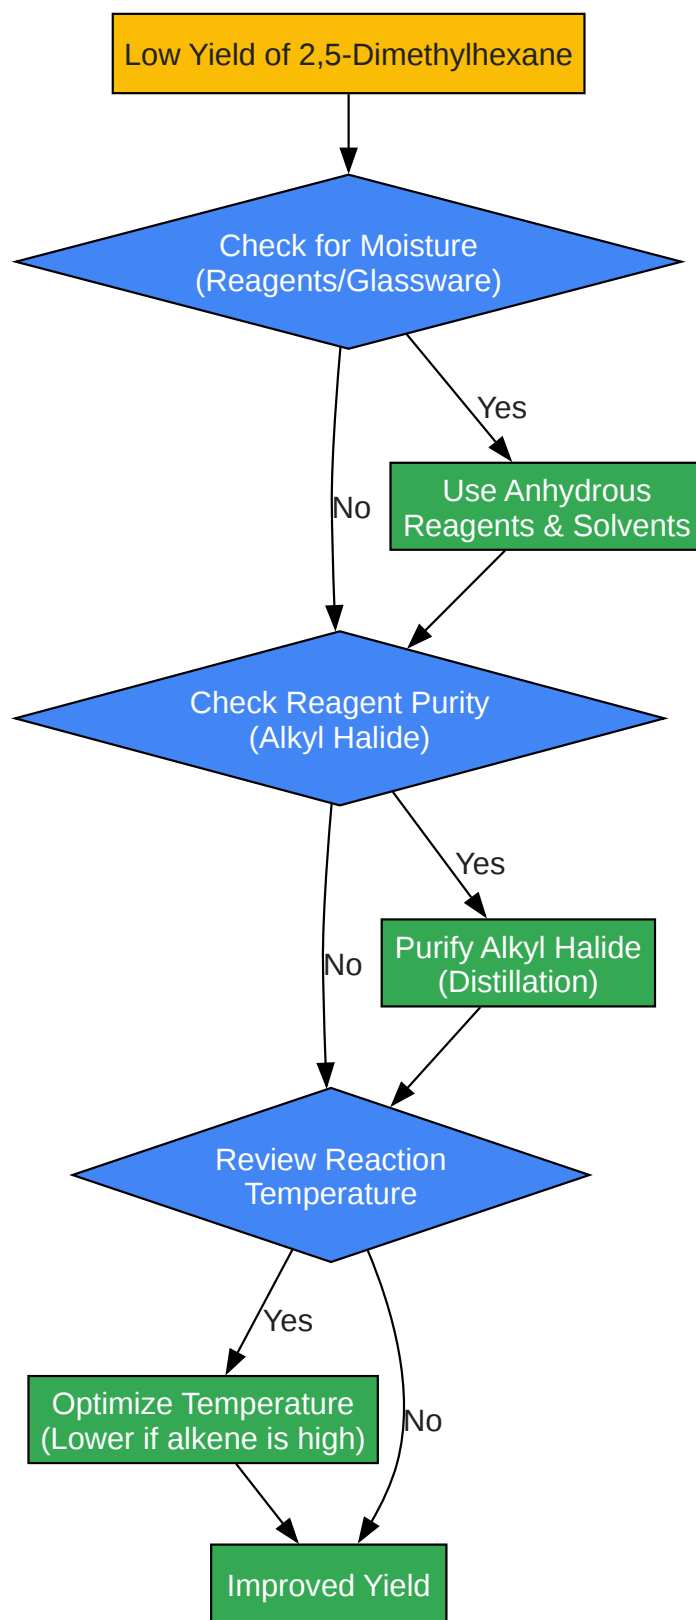 Low Yield of 2,5-Dimethylhexane
Check for Moisture
(Reagents/Glassware)
Yes
Use Anhydrous
Reagents & Solvents
No
Check Reagent Purity
(Alkyl Halide)
Yes
Purify Alkyl Halide
(Distillation)
No
Review Reaction
Temperature
Yes
Optimize Temperature
(Lower if alkene is high)
No
Improved Yield